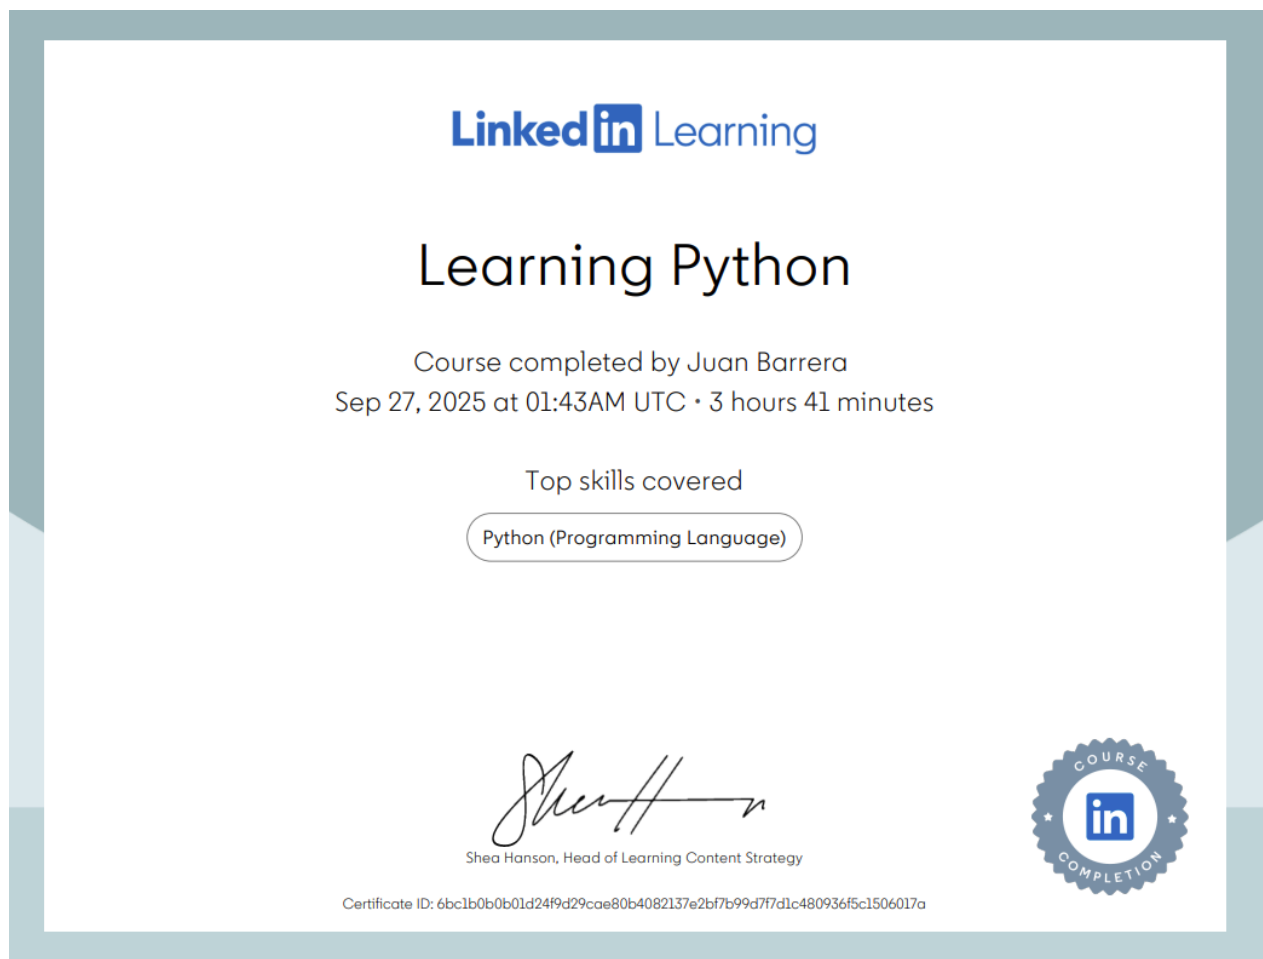 Linked in Learning
Learning Python
Course completed by Juan Barrera
Sep 27, 2025 at 01:43AM UTC • 3 hours 41 minutes
Top skills covered
Python (Programming Language)
Shea Hanson, Head of Learning Content Strategy
Certificate ID: 6bc1b0b0b01d24f9d29cae80b4082137e2bf7b99d7f7d1c480936f5c1506017a
COURSE
in
COMPLETION